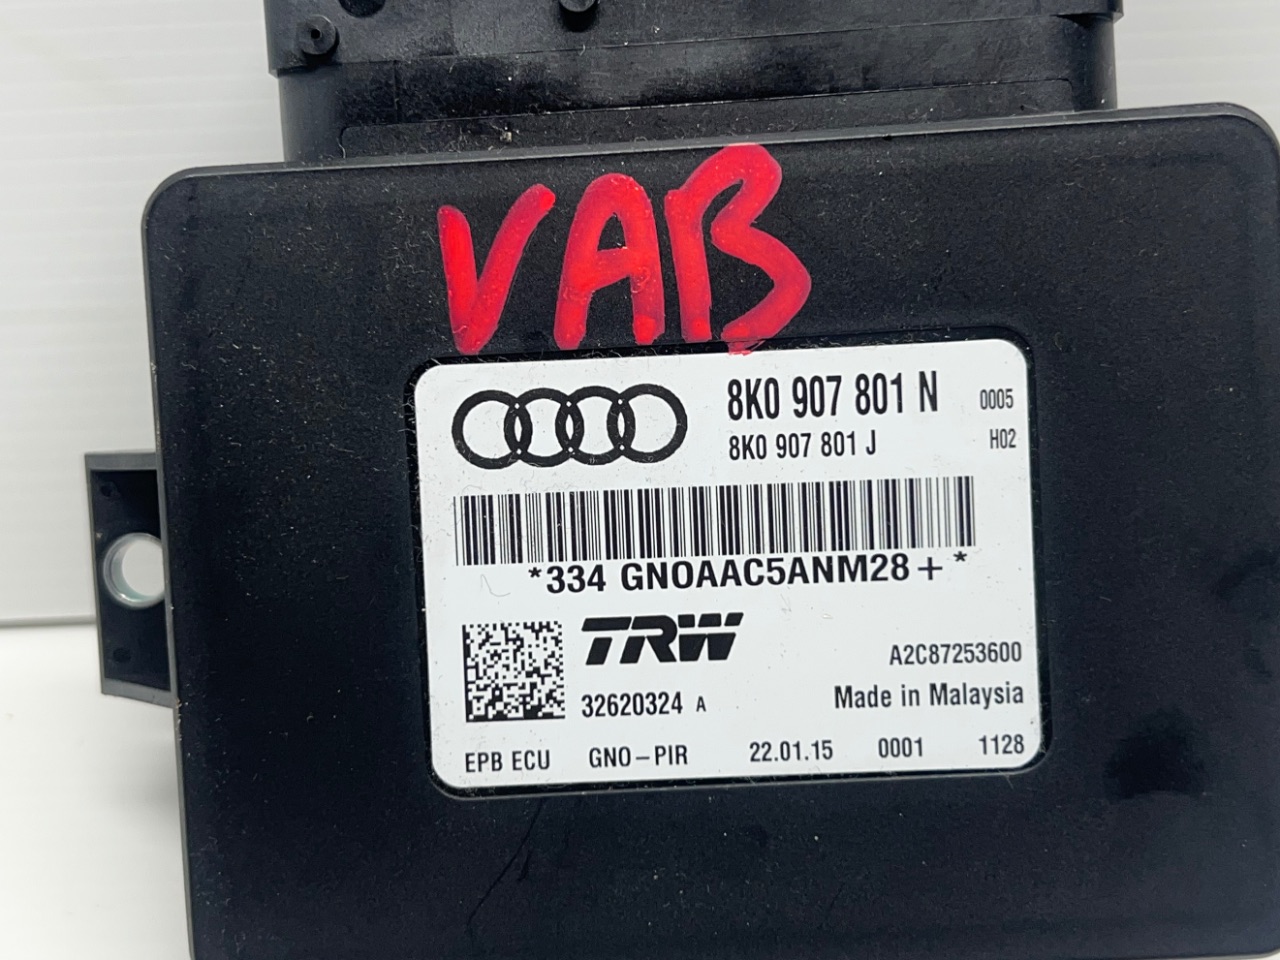 VAB
8K0 907 801 N 0005
8K0 907 801 J H02
*334 GNOAAC5ANM28+*
TRW
A2C87253600
32620324 A Made in Malaysia
EPB ECU GNO-PIR 22.01.15 0001 1128